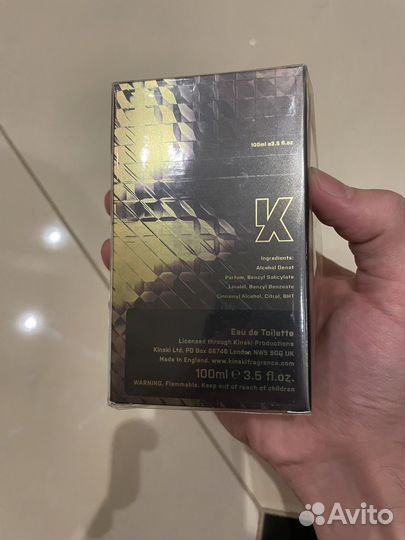 100ml e3.5 fl.oz
K
Ingredients:
Alcohol Denat
Parfum, Benzyl Salicylate
Linalol, Benzyl Benzoate
Cinnamyl Alcohol, Citral, BHT
Eau de Toilette
Licensed through Kinski Productions
Kinski Ltd, PO Box 66746 London NW5 9GQ UK
Made in England. www.kinskifragrance.com
100ml e 3.5 fl.oz.
WARNING. Flammable. Keep out of reach of children
Avito